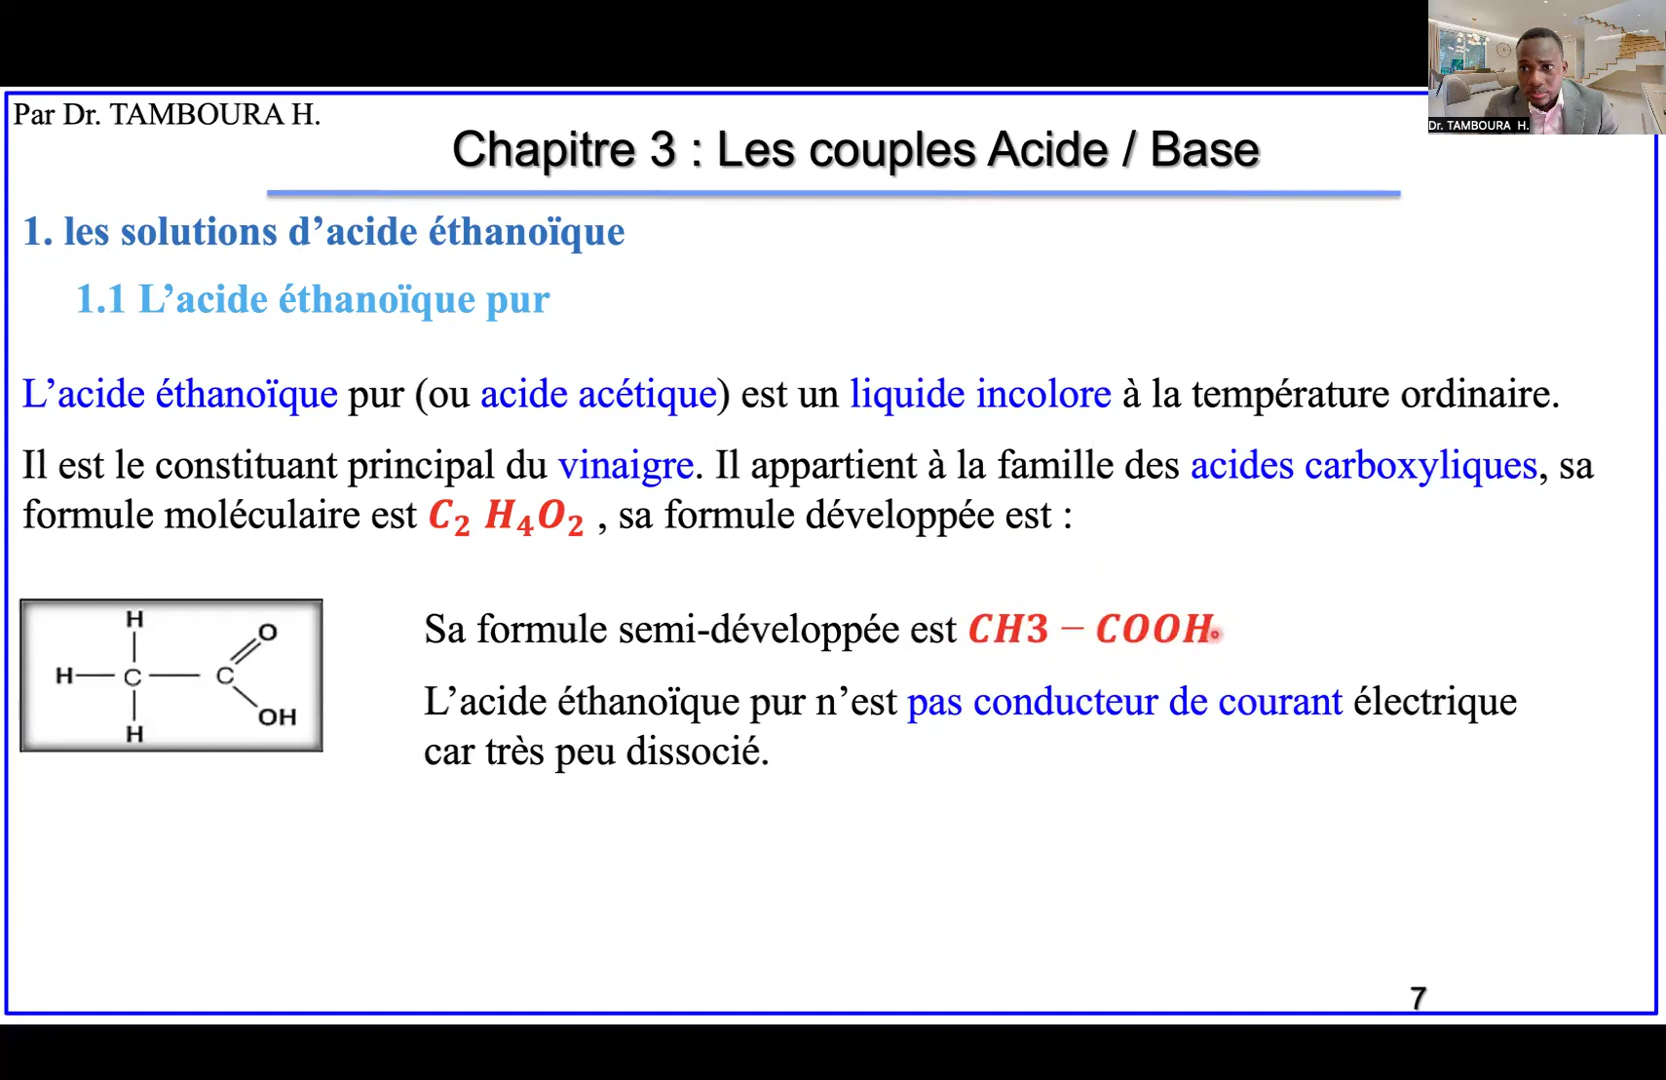 Dr. TAMBOURA H.
Par Dr. TAMBOURA H.
Chapitre 3 : Les couples Acide / Base
1. les solutions d’acide éthanoïque
1.1 L’acide éthanoïque pur
L’acide éthanoïque pur (ou acide acétique) est un liquide incolore à la température ordinaire.
Il est le constituant principal du vinaigre. Il appartient à la famille des acides carboxyliques, sa
formule moléculaire est C₂ H₄O₂ , sa formule développée est :
H
O
H C C
OH
H
Sa formule semi-développée est CH3 − COOH
L’acide éthanoïque pur n’est pas conducteur de courant électrique
car très peu dissocié.
7